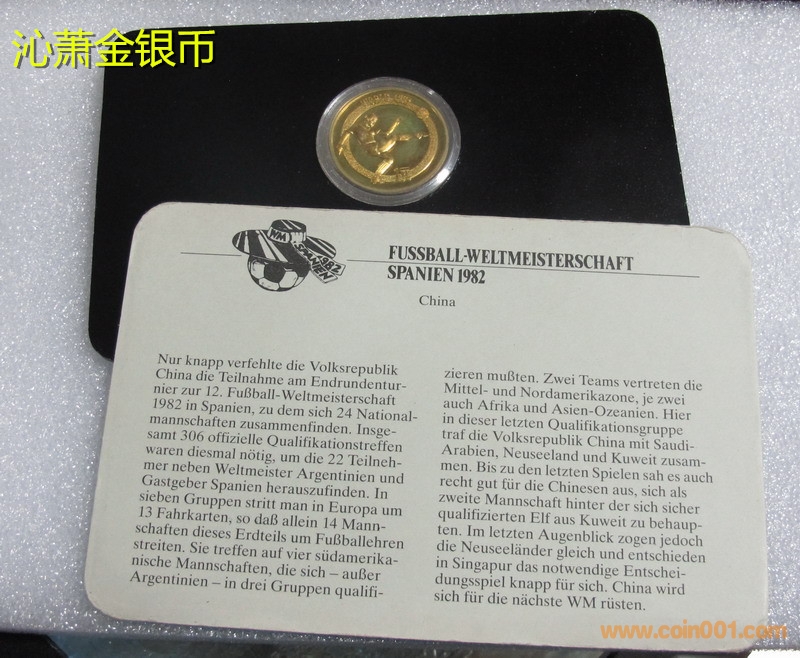 沁萧金银币
WM
SPANIEN
1982
FUSSBALL-WELTMEISTERSCHAFT
SPANIEN 1982
China
Nur knapp verfehlte die Volksrepublik
China die Teilnahme am Endrundentur-
nier zur 12. Fußball-Weltmeisterschaft
1982 in Spanien, zu dem sich 24 National-
mannschaften zusammenfinden. Insge-
samt 306 offizielle Qualifikationstreffen
waren diesmal nötig, um die 22 Teilneh-
mer neben Weltmeister Argentinien und
Gastgeber Spanien herauszufinden. In
sieben Gruppen stritt man in Europa um
13 Fahrkarten, so daß allein 14 Mann-
schaften dieses Erdteils um Fußballehren
streiten. Sie treffen auf vier südamerika-
nische Mannschaften, die sich – außer
Argentinien – in drei Gruppen qualifi-
zieren mußten. Zwei Teams vertreten die
Mittel- und Nordamerikazone, je zwei
auch Afrika und Asien-Ozeanien. Hier
in dieser letzten Qualifikationsgruppe
traf die Volksrepublik China mit Saudi-
Arabien, Neuseeland und Kuweit zusam-
men. Bis zu den letzten Spielen sah es auch
recht gut für die Chinesen aus, sich als
zweite Mannschaft hinter der sich sicher
qualifizierten Elf aus Kuweit zu behaup-
ten. Im letzten Augenblick zogen jedoch
die Neuseeländer gleich und entschieden
in Singapur das notwendige Entschei-
dungsspiel knapp für sich. China wird
sich für die nächste WM rüsten.
www.coin001.com